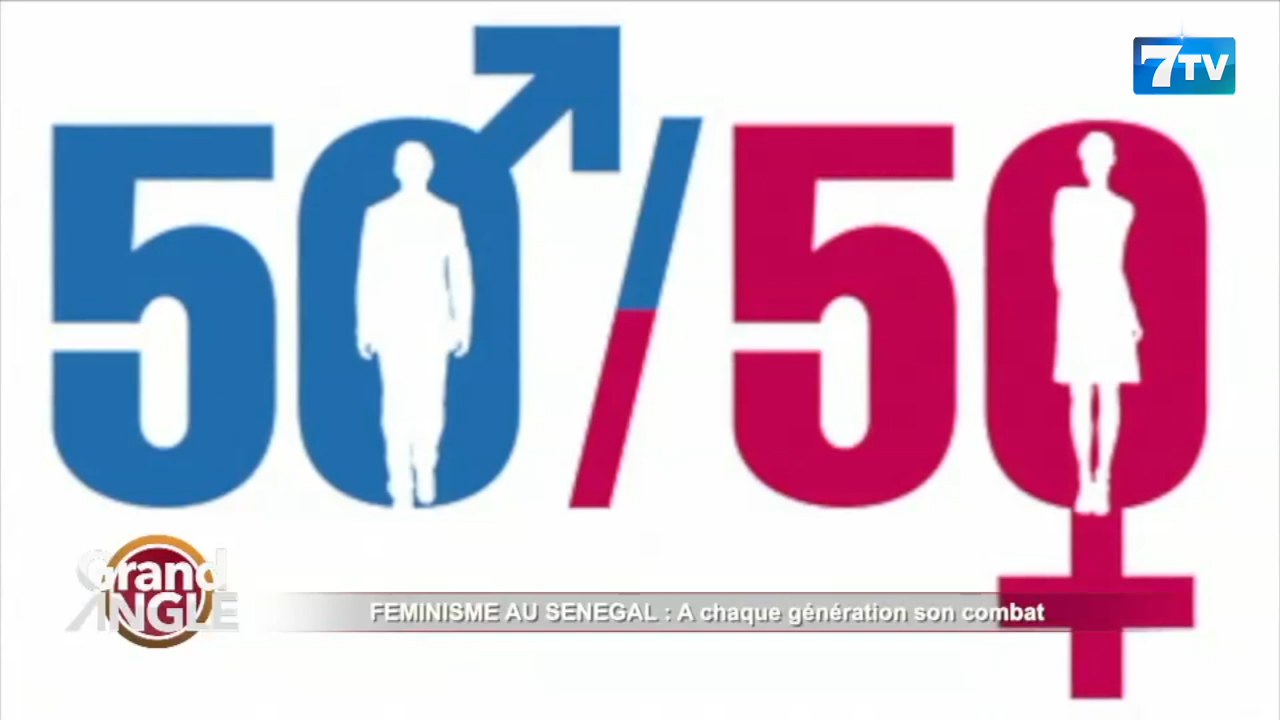 7TV
50/50
Grand
ANGLE
FEMINISME AU SENEGAL : A chaque génération son combat